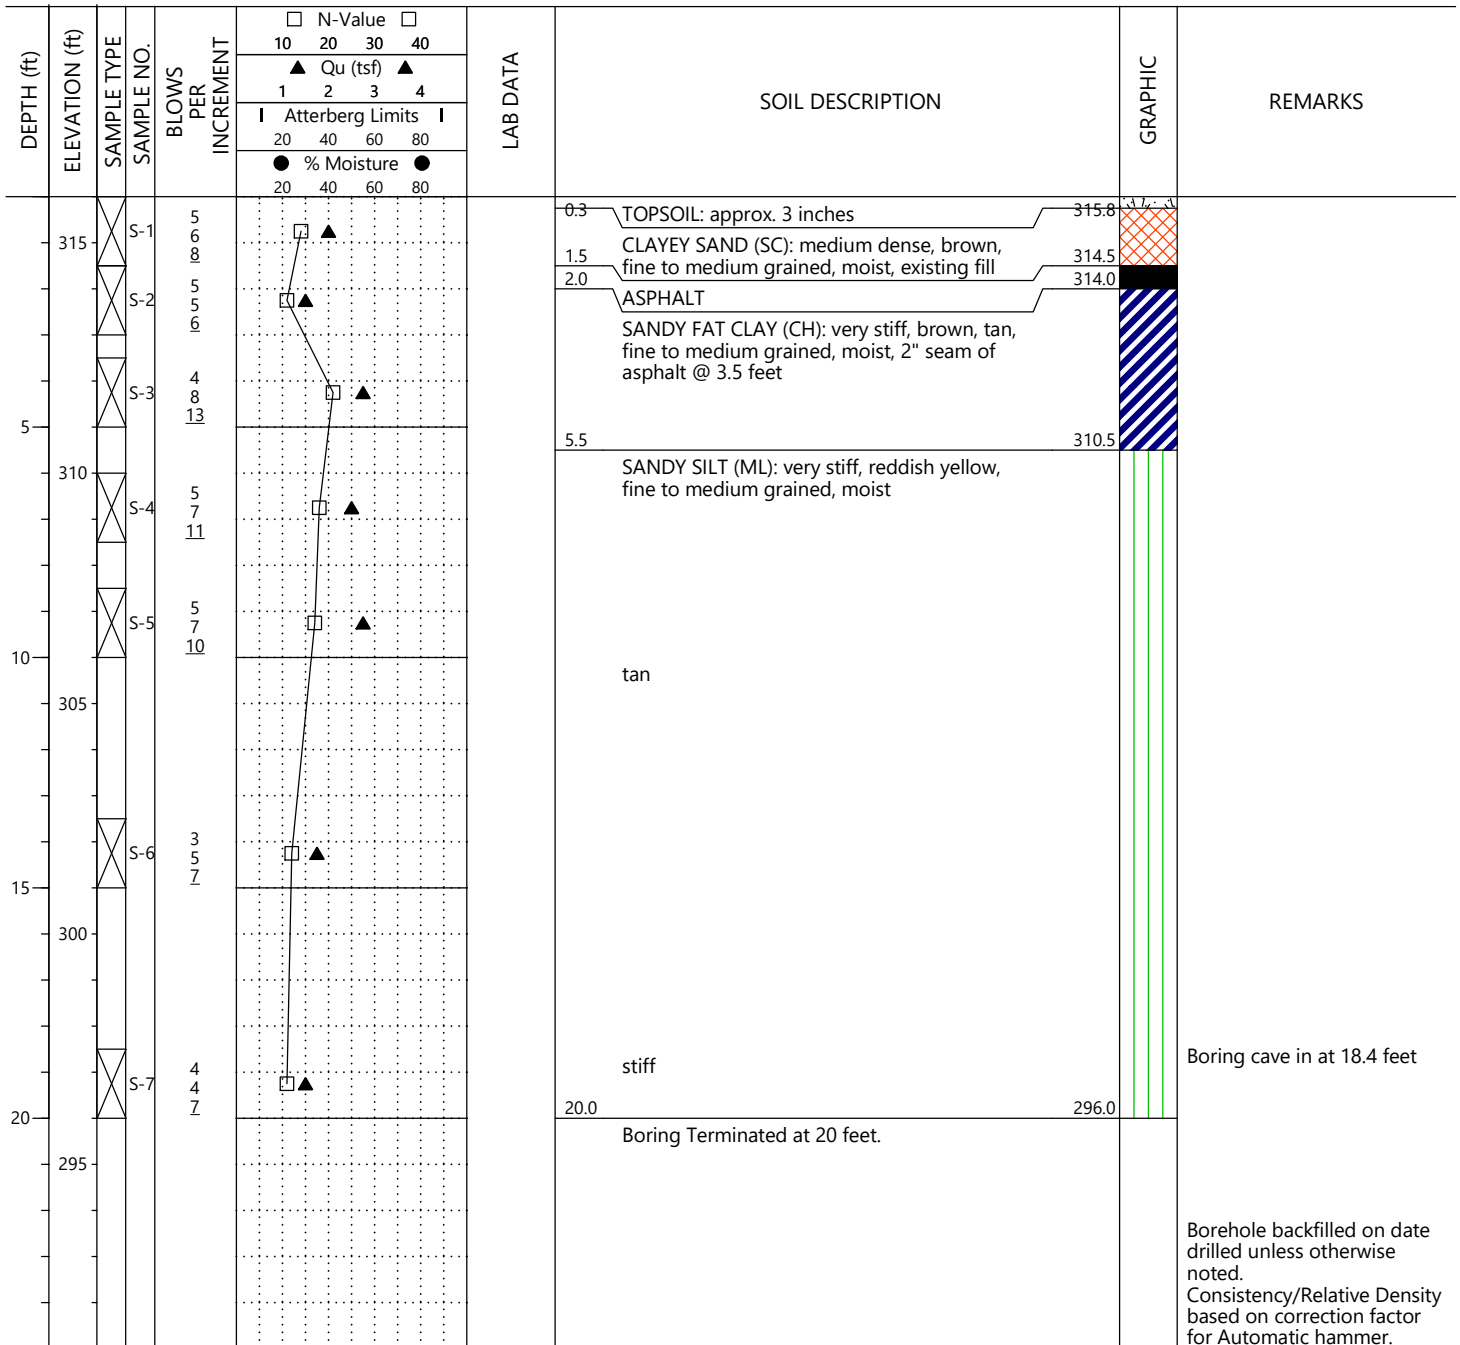 DEPTH (ft)
ELEVATION (ft)
SAMPLE TYPE
SAMPLE NO.
BLOWS
PER
INCREMENT
N-Value
10 20 30 40
▲ Qu (tsf) ▲
1 2 3 4
Atterberg Limits
20 40 60 80
● % Moisture ●
20 40 60 80
LAB DATA
SOIL DESCRIPTION
GRAPHIC
REMARKS
0.3 TOPSOIL: approx. 3 inches 315.8
315
S-1
5
6
8
CLAYEY SAND (SC): medium dense, brown,
1.5 fine to medium grained, moist, existing fill 314.5
2.0 314.0
S-2
5
5
6
ASPHALT
SANDY FAT CLAY (CH): very stiff, brown, tan,
fine to medium grained, moist, 2" seam of
asphalt @ 3.5 feet
S-3
4
8
13
5
5.5 310.5
310
SANDY SILT (ML): very stiff, reddish yellow,
fine to medium grained, moist
S-4
5
7
11
S-5
5
7
10
10
tan
305
S-6
3
5
7
15
300
S-7
4
4
7
stiff
Boring cave in at 18.4 feet
20.0 296.0
20
Boring Terminated at 20 feet.
295
Borehole backfilled on date
drilled unless otherwise
noted.
Consistency/Relative Density
based on correction factor
for Automatic hammer.